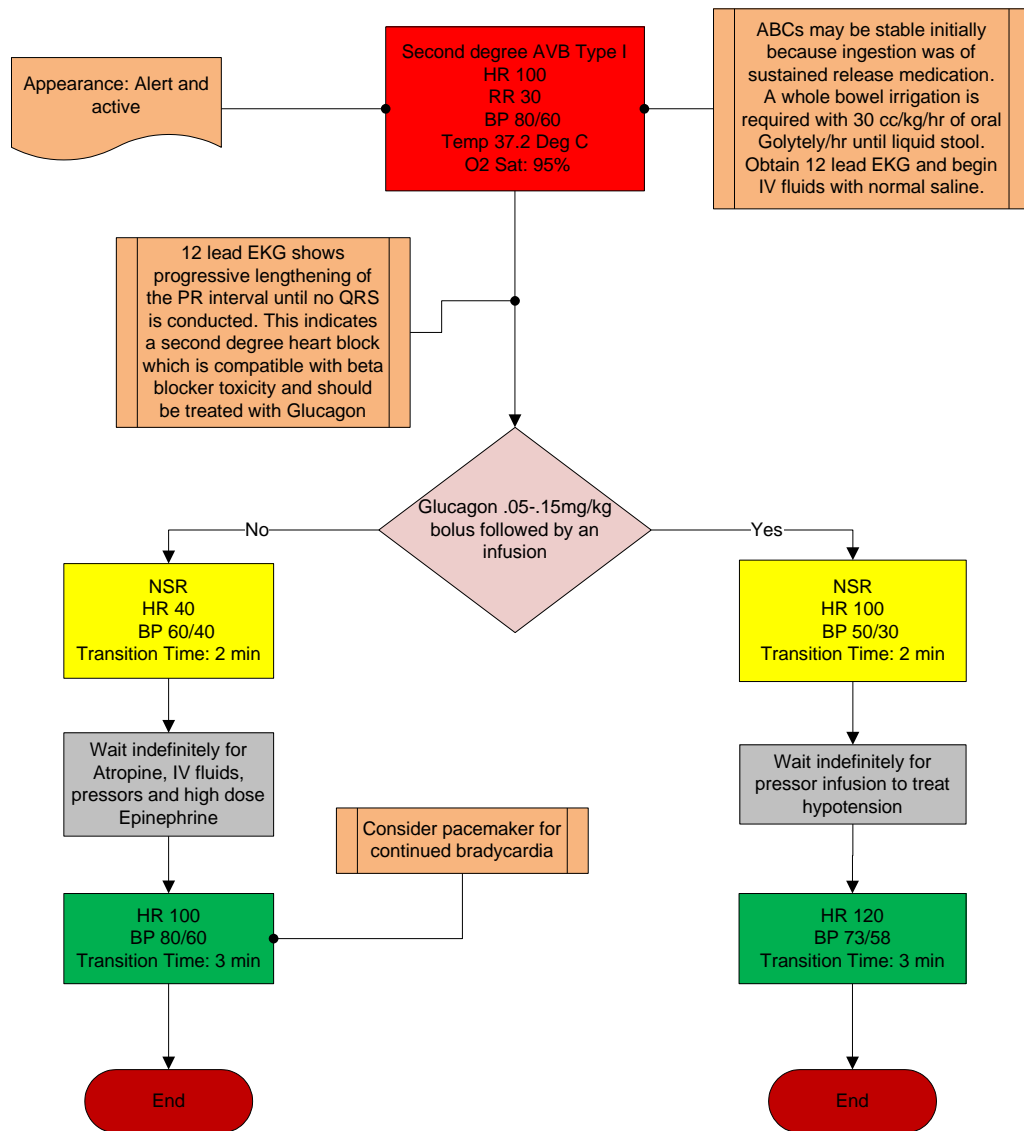 Appearance: Alert and
active
Second degree AVB Type I
HR 100
RR 30
BP 80/60
Temp 37.2 Deg C
O2 Sat: 95%
ABCs may be stable initially
because ingestion was of
sustained release medication.
A whole bowel irrigation is
required with 30 cc/kg/hr of oral
Golytely/hr until liquid stool.
Obtain 12 lead EKG and begin
IV fluids with normal saline.
12 lead EKG shows
progressive lengthening of
the PR interval until no QRS
is conducted. This indicates
a second degree heart block
which is compatible with beta
blocker toxicity and should
be treated with Glucagon
Glucagon .05-.15mg/kg
bolus followed by an
infusion
No
Yes
NSR
HR 40
BP 60/40
Transition Time: 2 min
NSR
HR 100
BP 50/30
Transition Time: 2 min
Wait indefinitely for
Atropine, IV fluids,
pressors and high dose
Epinephrine
Wait indefinitely for
pressor infusion to treat
hypotension
Consider pacemaker for
continued bradycardia
HR 100
BP 80/60
Transition Time: 3 min
HR 120
BP 73/58
Transition Time: 3 min
End
End